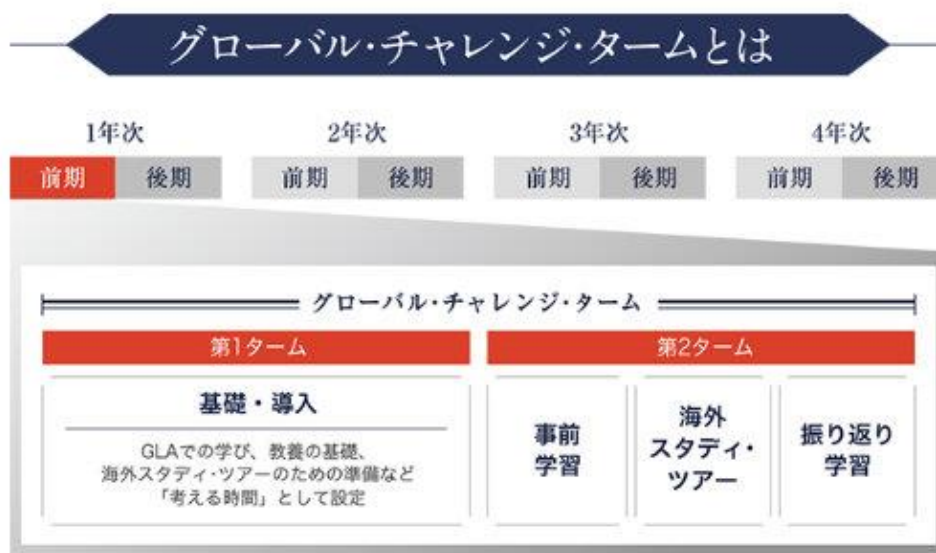 グローバル・チャレンジ・タームとは
1年次 2年次 3年次 4年次
前期 後期 前期 後期 前期 後期 前期 後期
グローバル・チャレンジ・ターム
第1ターム 第2ターム
基礎・導入
GLAでの学び、教養の基礎、
海外スタディ・ツアーのための準備など
「考える時間」として設定
事前
学習
海外
スタディ・
ツアー
振り返り
学習